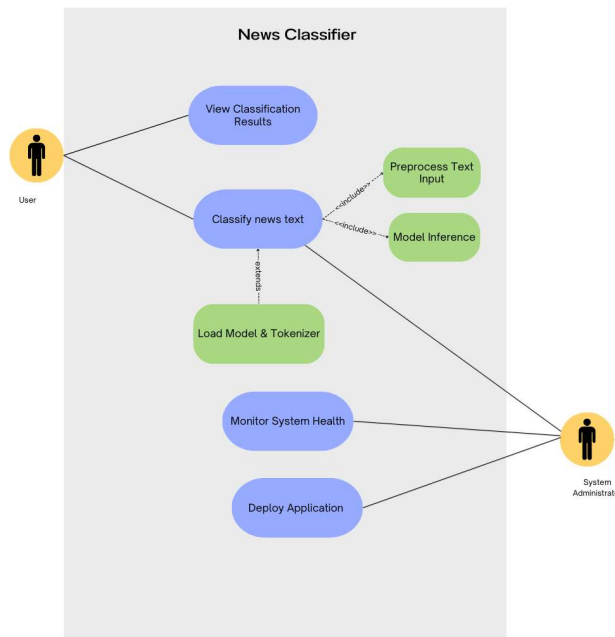 News Classifier
View Classification
Results
User
Preprocess Text
Input
<<include>>
Classify news text
<<include>>
Model Inference
extends
Load Model & Tokenizer
Monitor System Health
System
Administrat
Deploy Application